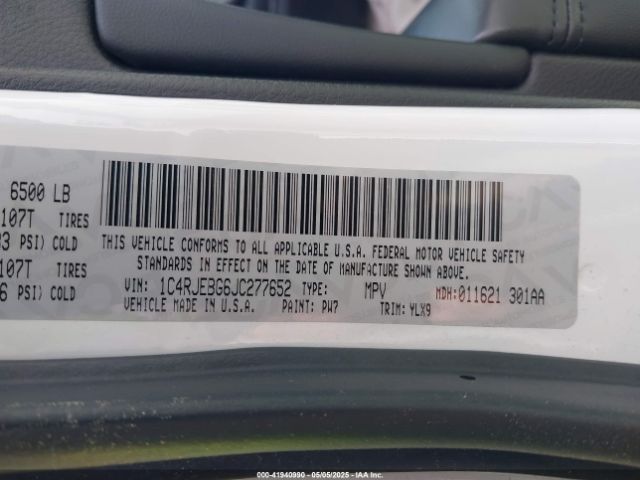 6500 LB
107T TIRES
3 PSI) COLD
107T TIRES
6 PSI) COLD
THIS VEHICLE CONFORMS TO ALL APPLICABLE U.S.A. FEDERAL MOTOR VEHICLE SAFETY
STANDARDS IN EFFECT ON THE DATE OF MANUFACTURE SHOWN ABOVE.
VIN: 1C4RJEBG6JC277652 TYPE: MPV MDH:011621 301AA
VEHICLE MADE IN U.S.A. PAINT: PW7 TRIM: YLX9
000-41940990 - 05/05/2025 - IAAI.COM